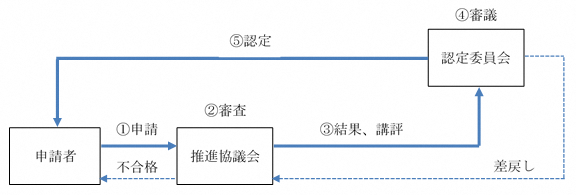 ④審議
⑤認定
認定委員会
②審査
①申請
③結果、講評
申請者
推進協議会
不合格
差戻し